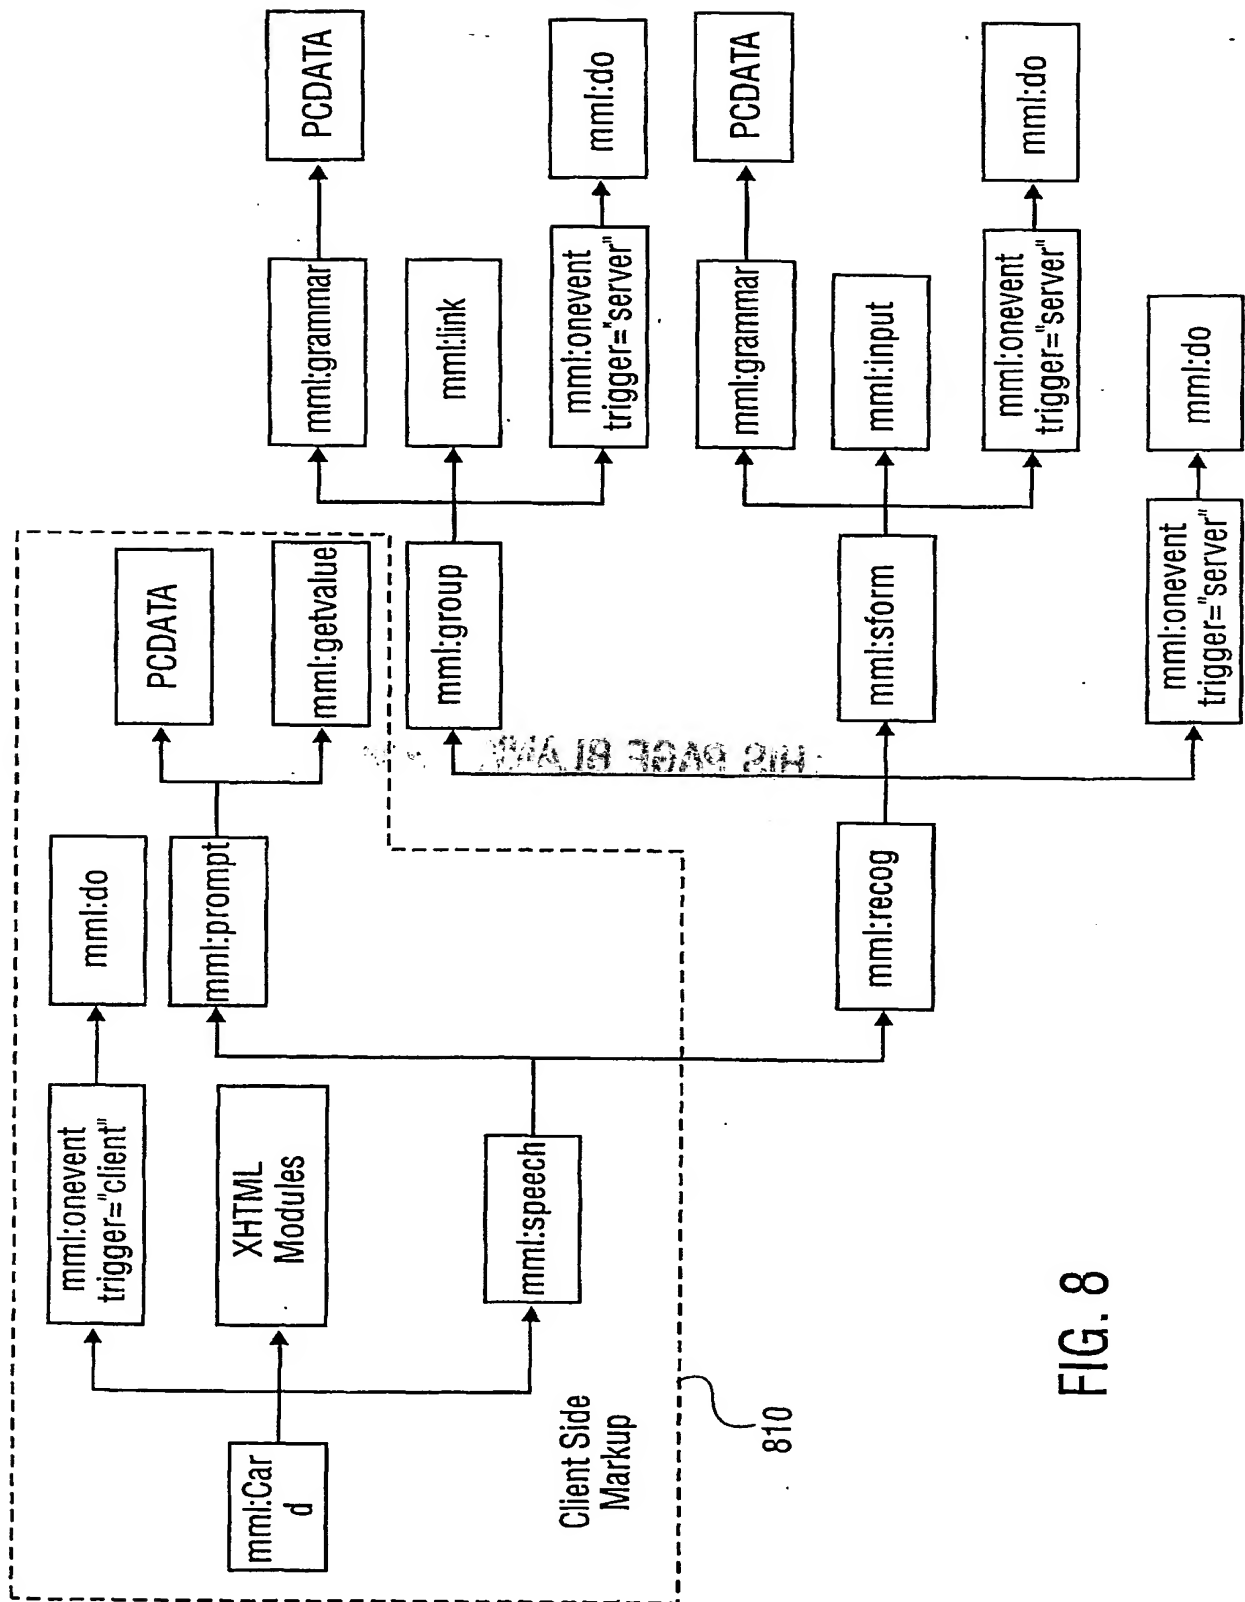 mml:Car
d
mml:onevent
trigger="client"
mml:do
XHTML
Modules
mml:speech
mml:prompt
PCDATA
mml:getvalue
Client Side
Markup
810
mml:recog
mml:group
mml:grammar
PCDATA
mml:link
mml:onevent
trigger="server"
mml:do
mml:sform
mml:grammar
PCDATA
mml:input
mml:onevent
trigger="server"
mml:do
mml:onevent
trigger="server"
mml:do
FIG. 8